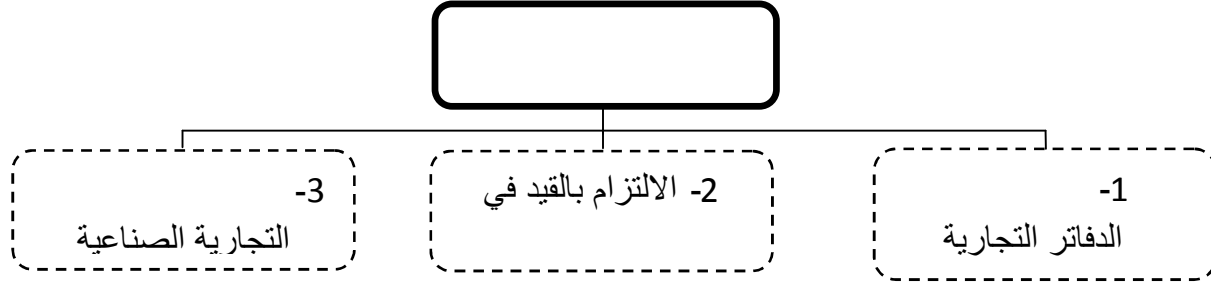 1-
الدفاتر التجارية
2- الالتزام بالقيد في
3-
التجارية الصناعية